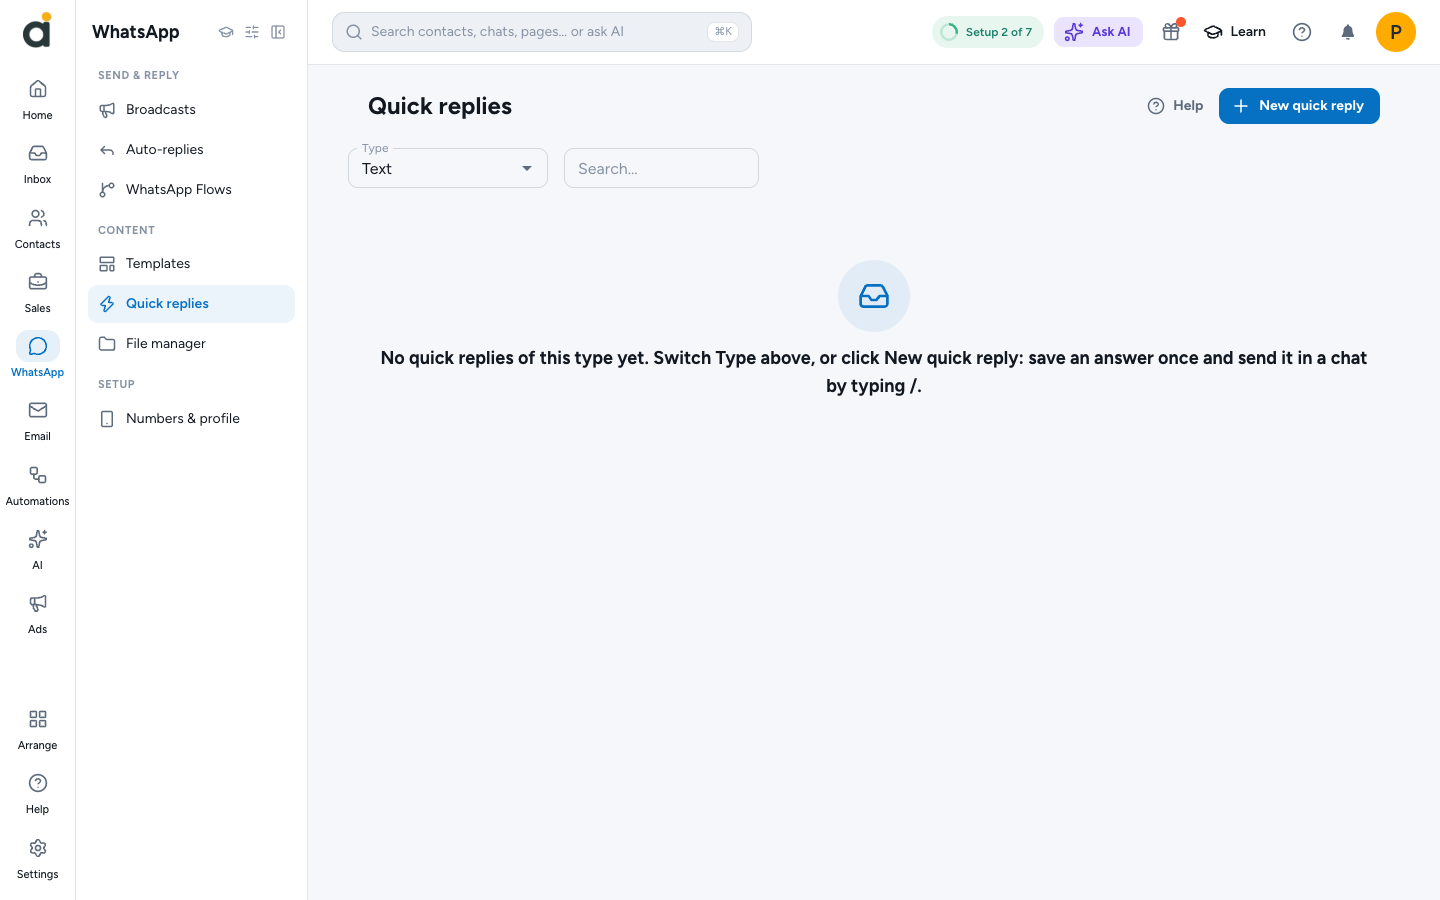 WhatsApp
Search contacts, chats, pages... or ask AI
⌘K
Setup 2 of 7
Ask AI
Learn
P
Home
Inbox
Contacts
Sales
WhatsApp
Email
Automations
AI
Ads
Arrange
Help
Settings
SEND & REPLY
Broadcasts
Auto-replies
WhatsApp Flows
CONTENT
Templates
Quick replies
File manager
SETUP
Numbers & profile
Quick replies
Help
New quick reply
Type
Text
Search...
No quick replies of this type yet. Switch Type above, or click New quick reply: save an answer once and send it in a chat
by typing /.